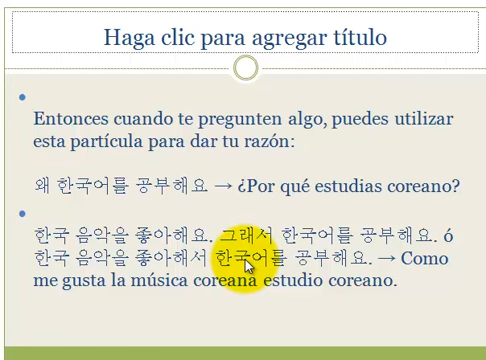 Haga clic para agregar título
Entonces cuando te pregunten algo, puedes utilizar
esta partícula para dar tu razón:
왜 한국어를 공부해요 → ¿Por qué estudias coreano?
한국 음악을 좋아해요. 그래서 한국어를 공부해요. ó
한국 음악을 좋아해서 한국어를 공부해요. → Como
me gusta la música coreana estudio coreano.